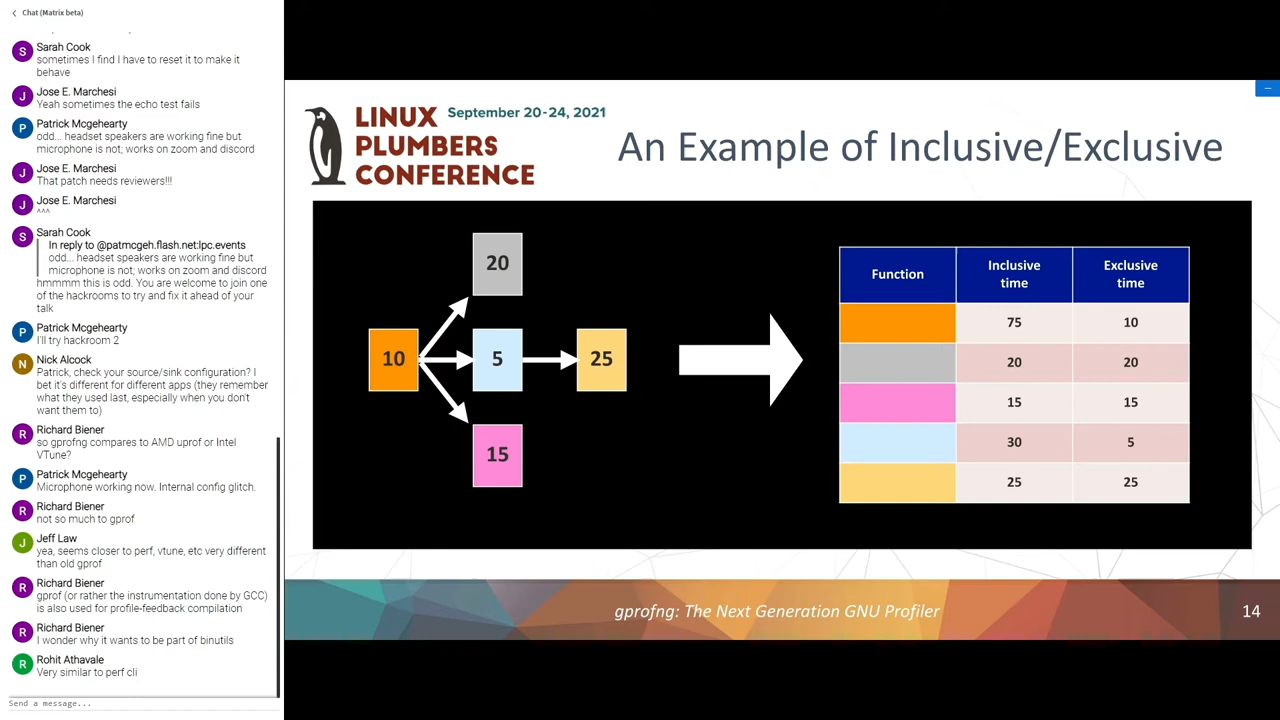 Chat (Matrix beta)
S
Sarah Cook
sometimes I find I have to reset it to make it
behave
J
Jose E. Marchesi
Yeah sometimes the echo test fails
P
Patrick Mcgehearty
odd... headset speakers are working fine but
microphone is not; works on zoom and discord
J
Jose E. Marchesi
That patch needs reviewers!!!
J
Jose E. Marchesi
^^^
S
Sarah Cook
In reply to @patmcgeh.flash.net:lpc.events
odd... headset speakers are working fine but
microphone is not; works on zoom and discord
hmmmm this is odd. You are welcome to join one
of the hackrooms to try and fix it ahead of your
talk
P
Patrick Mcgehearty
I'll try hackroom 2
N
Nick Alcock
Patrick, check your source/sink configuration? I
bet it's different for different apps (they remember
what they used last, especially when you don't
want them to)
R
Richard Biener
so gprofng compares to AMD uprof or Intel
VTune?
P
Patrick Mcgehearty
Microphone working now. Internal config glitch.
R
Richard Biener
not so much to gprof
J
Jeff Law
yea, seems closer to perf, vtune, etc very different
than old gprof
R
Richard Biener
gprof (or rather the instrumentation done by GCC)
is also used for profile-feedback compilation
R
Richard Biener
I wonder why it wants to be part of binutils
R
Rohit Athavale
Very similar to perf cli
Send a message...
LINUX
PLUMBERS
CONFERENCE
September 20-24, 2021
An Example of Inclusive/Exclusive
20
10
5
25
15
Function
Inclusive
time
Exclusive
time
75 10
20 20
15 15
30 5
25 25
gprofng: The Next Generation GNU Profiler
14